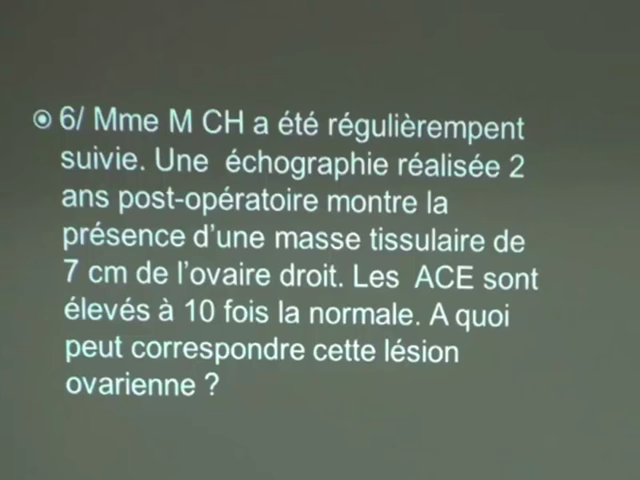 6/ Mme M CH a été régulièrempent
suivie. Une échographie réalisée 2
ans post-opératoire montre la
présence d'une masse tissulaire de
7 cm de l'ovaire droit. Les ACE sont
élevés à 10 fois la normale. A quoi
peut correspondre cette lésion
ovarienne ?